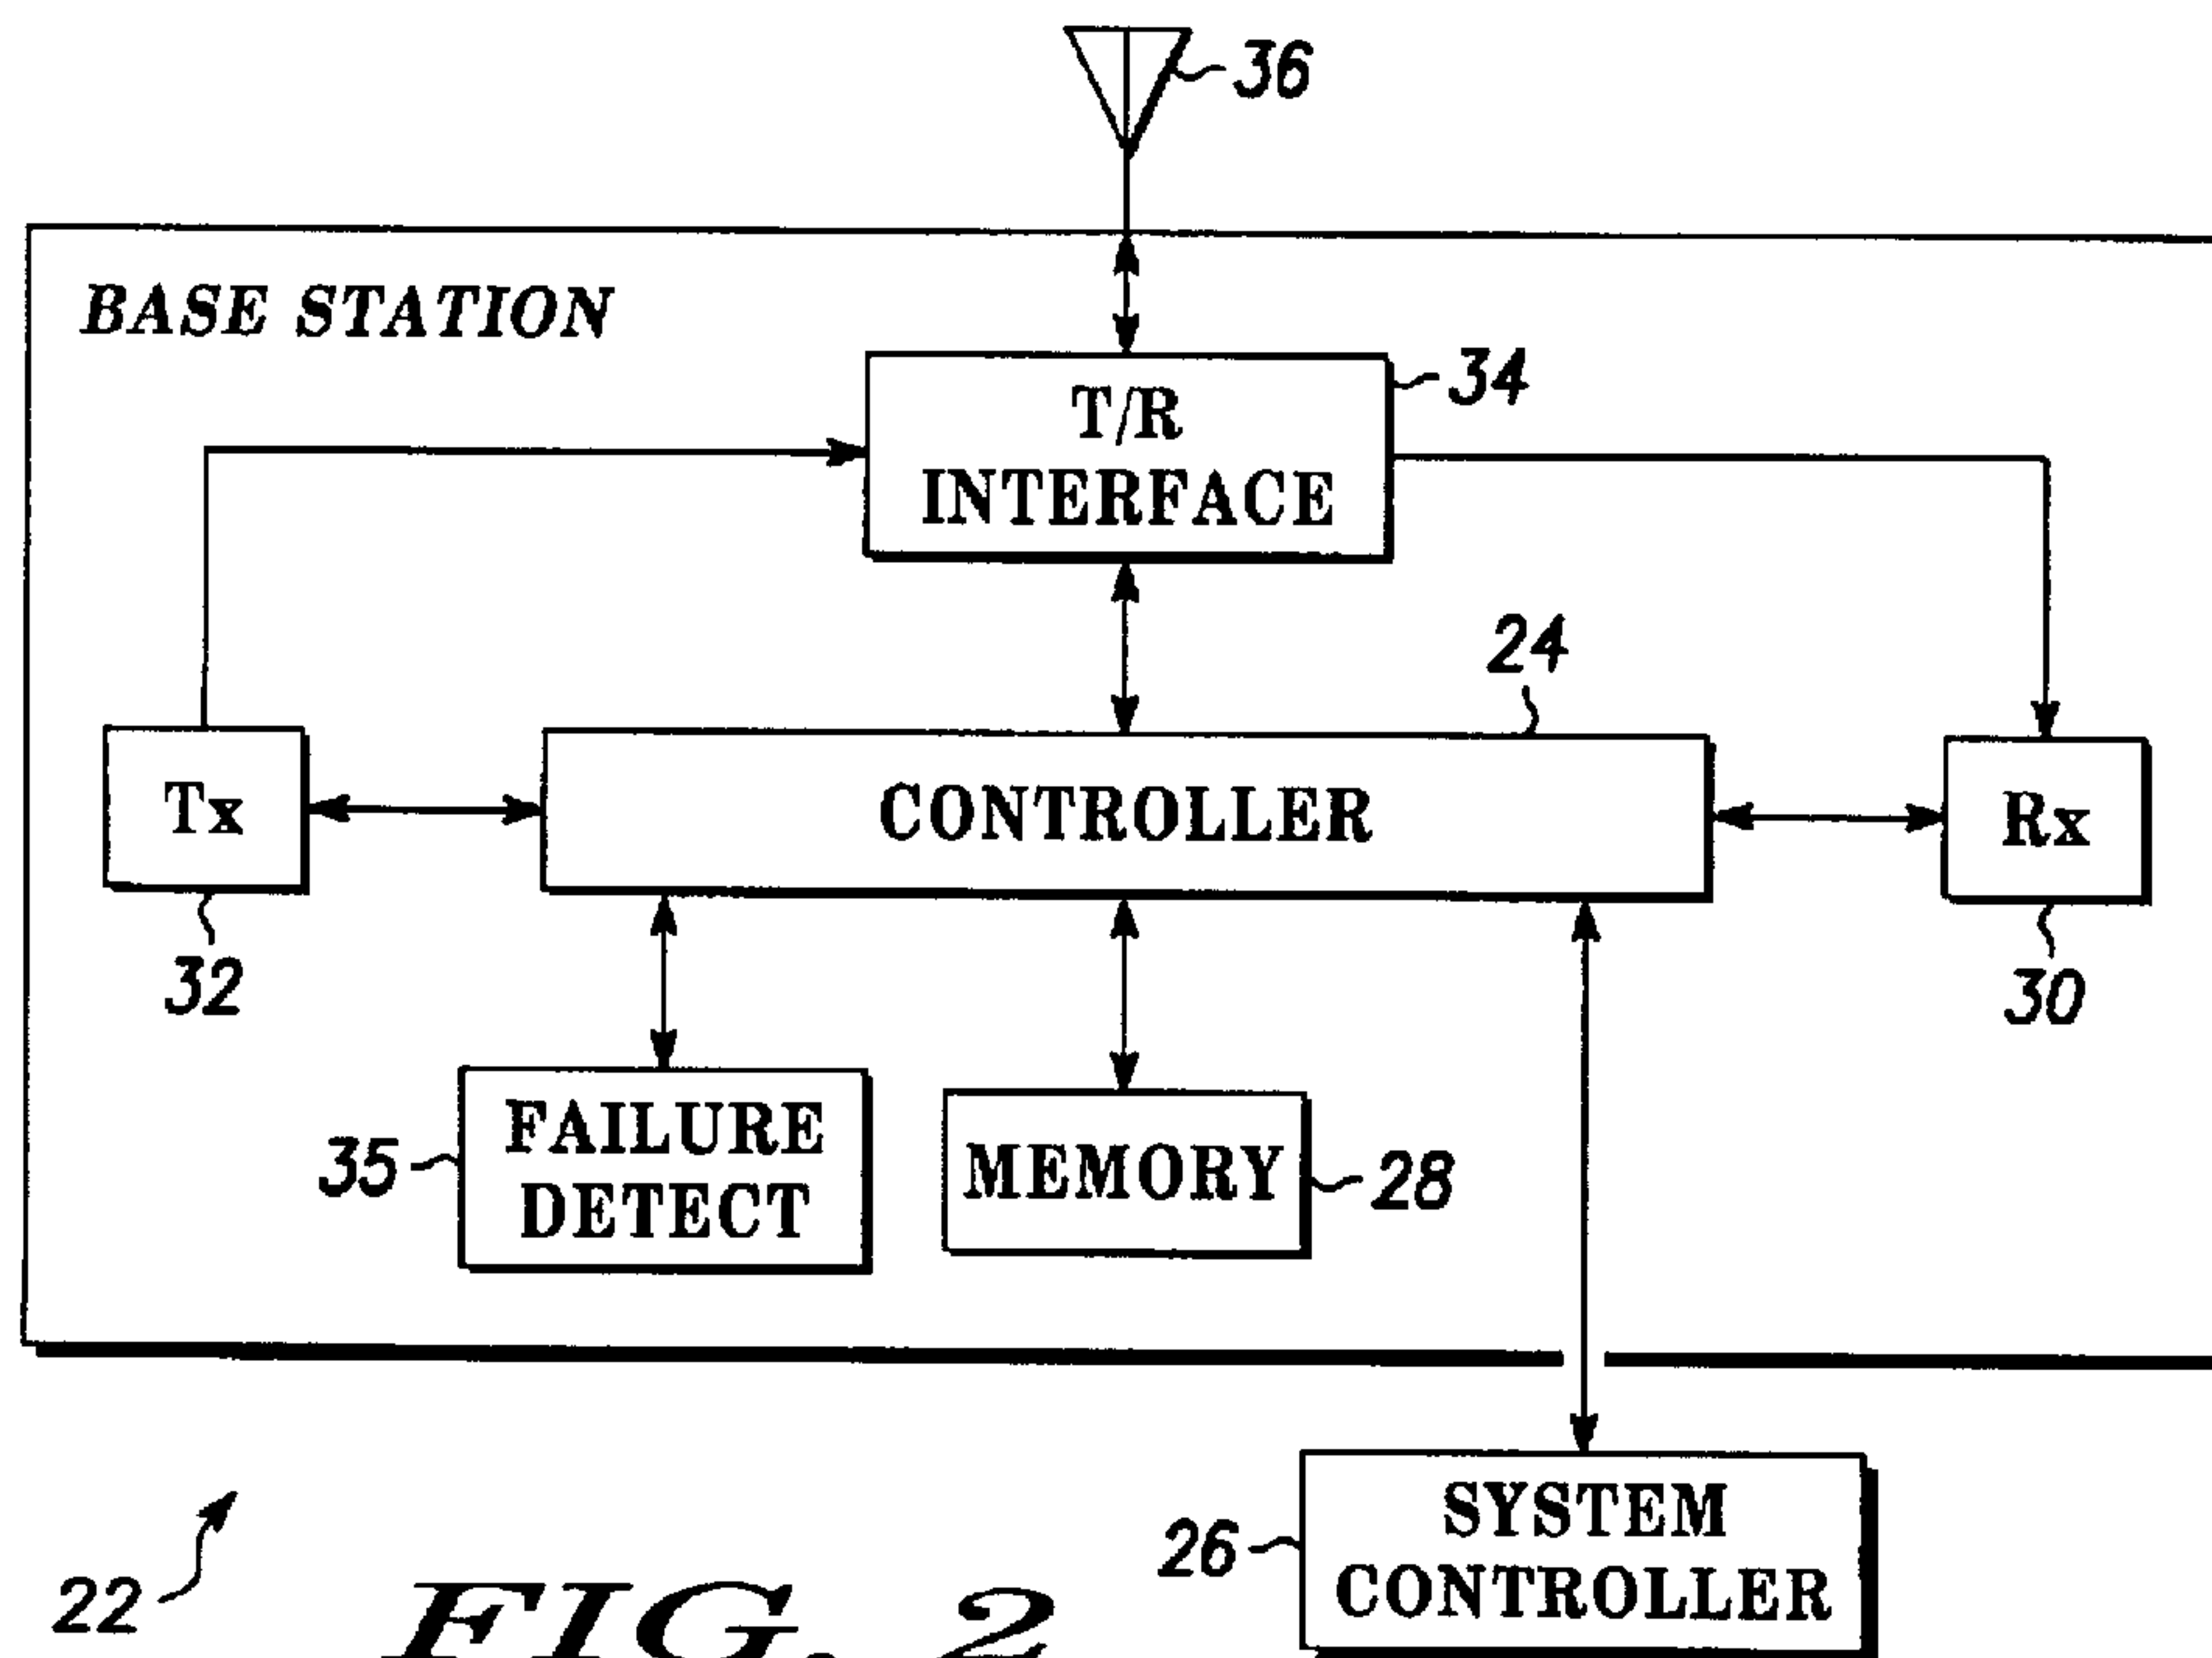 36
BASE STATION
34
T/R
INTERFACE
24
Tx
CONTROLLER
Rx
32
30
FAILURE
DETECT
35
MEMORY
28
SYSTEM
CONTROLLER
26
22
FIG. 2